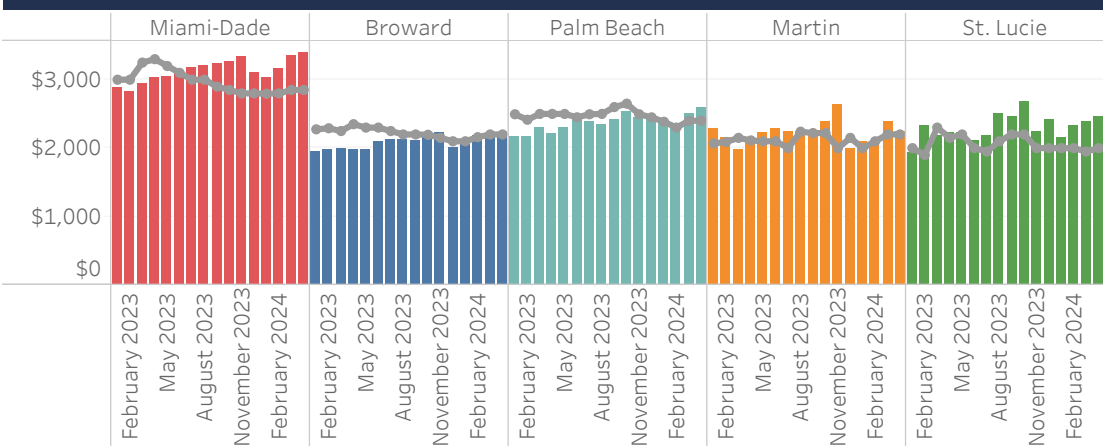 Miami-Dade Broward Palm Beach Martin St. Lucie
$3,000
$2,000
$1,000
$0
February 2023 May 2023 August 2023 November 2023 February 2024 February 2023 May 2023 August 2023 November 2023 February 2024 February 2023 May 2023 August 2023 November 2023 February 2024 February 2023 May 2023 August 2023 November 2023 February 2024 February 2023 May 2023 August 2023 November 2023 February 2024